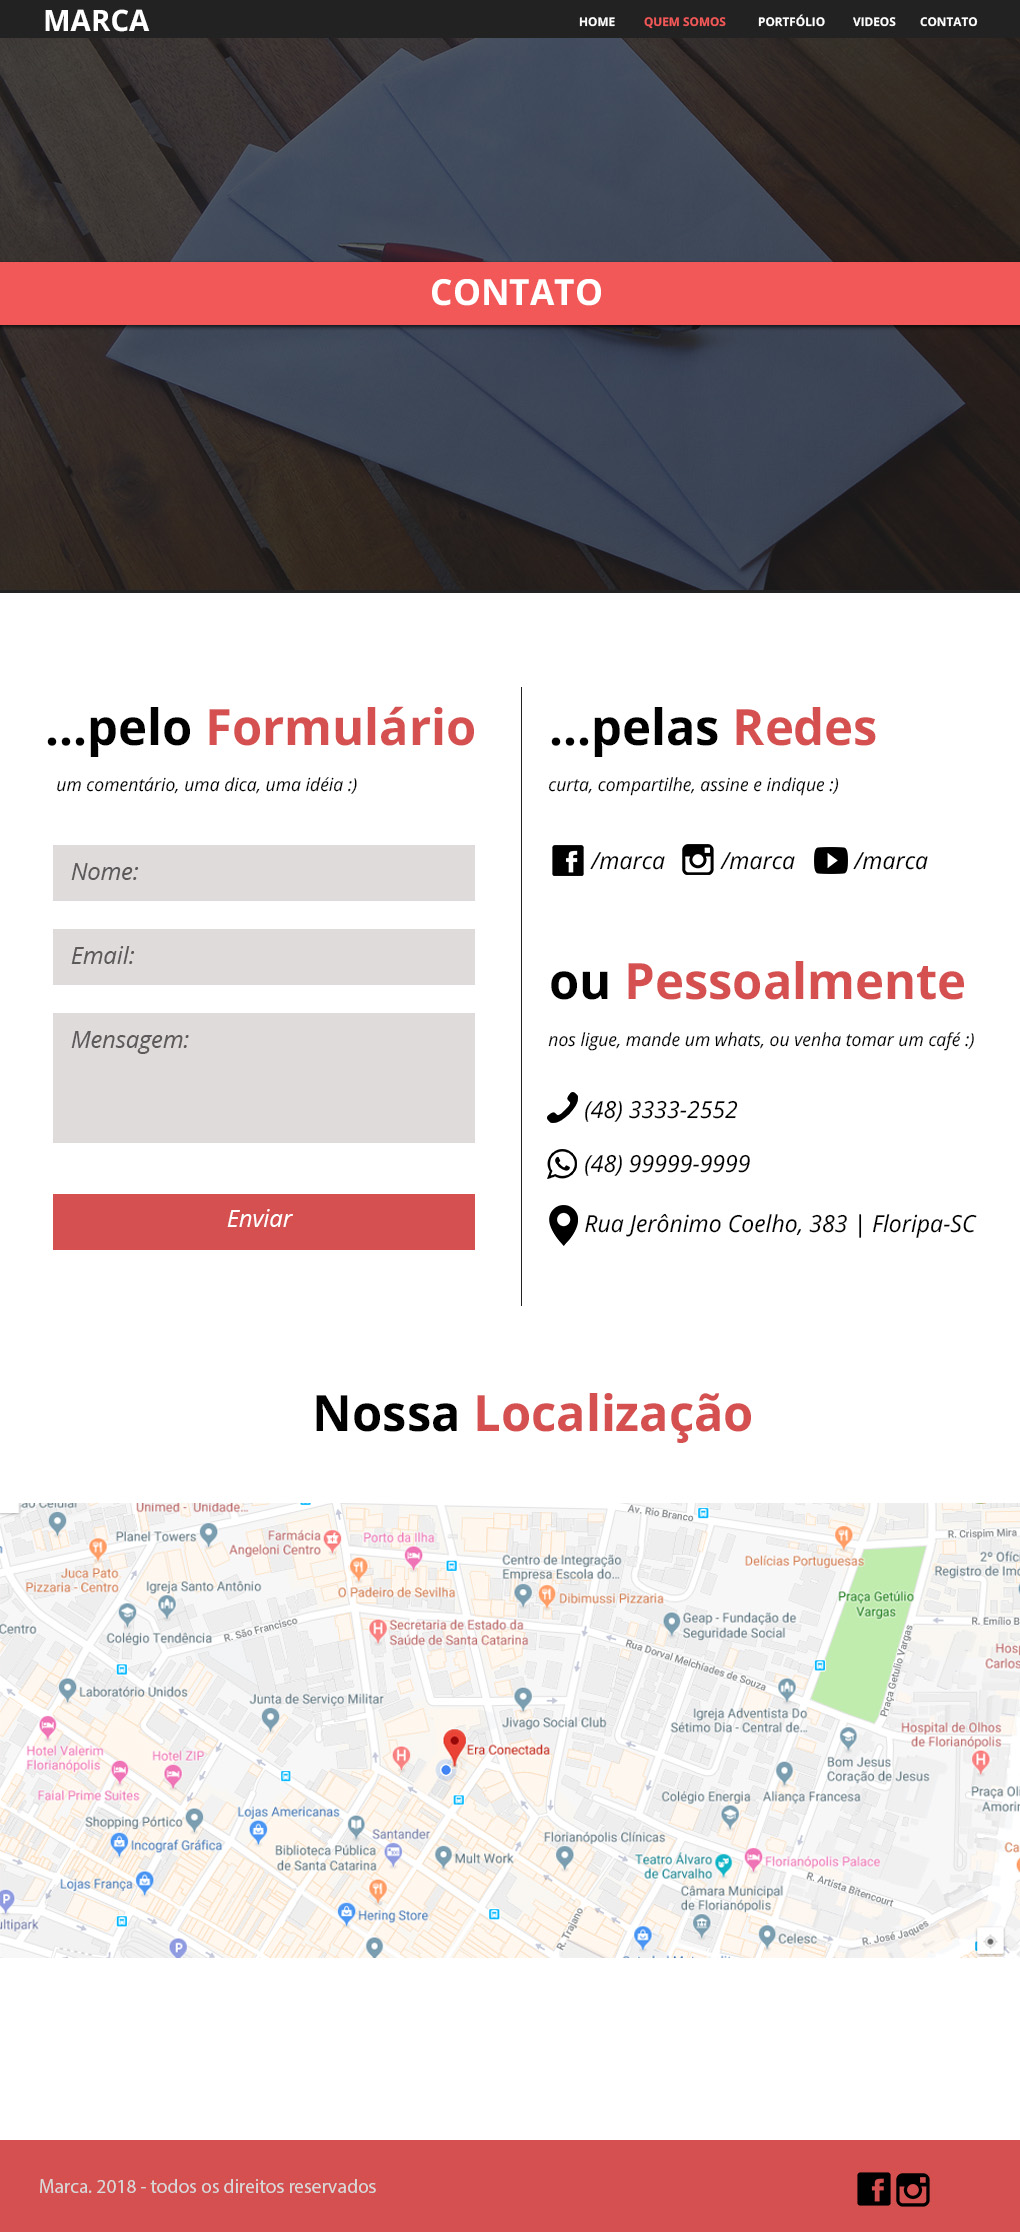 MARCA
HOME QUEM SOMOS PORTFÓLIO VIDEOS CONTATO
CONTATO
...pelo Formulário
um comentário, uma dica, uma idéia :)
Nome:
Email:
Mensagem:
Enviar
...pelas Redes
curta, compartilhe, assine e indique :)
/marca /marca /marca
ou Pessoalmente
nos ligue, mande um whats, ou venha tomar um café :)
(48) 3333-2552
(48) 99999-9999
Rua Jerônimo Coelho, 383 | Floripa-SC
Nossa Localização
Unimed - Unidade...
Av. Rio Branco
Planel Towers
Farmácia
Angeloni Centro
Porto da Ilha
R. Crispim Mira
Juca Pato
Pizzaria - Centro
Igreja Santo Antônio
O Padeiro de Sevilha
Centro de Integração
Empresa Escola do...
Dibimussi Pizzaria
Delícias Portuguesas
2º Ofíc
Registro de Imo
Praça Getúlio
Vargas
Centro
Colégio Tendência
R. São Francisco
Secretaria de Estado da
Saúde de Santa Catarina
Geap - Fundação de
Seguridade Social
R. Emílio B
Rua Dorval Melchíades de Souza
Praça Getulio Vargas
Hosp
Carlos
Laboratório Unidos
Junta de Serviço Militar
Jivago Social Club
Igreja Adventista Do
Sétimo Dia - Central de...
Hospital de Olhos
de Florianópolis
Hotel Valerim
Florianópolis
Hotel ZIP
Era Conectada
Bom Jesus
Coração de Jesus
Faial Prime Suites
Colégio Energia
Aliança Francesa
Praça Ol
Amorir
Shopping Pórtico
Lojas Americanas
Incograf Gráfica
Biblioteca Pública
de Santa Catarina
Santander
Mult Work
Florianópolis Clínicas
Teatro Álvaro
de Carvalho
Florianópolis Palace
Ca
Lojas França
R. Artista Bitencourt
Câmara Municipal
de Florianópolis
ultipark
Hering Store
R. Trajano
Celesc
R. José Jaques
Marca. 2018 - todos os direitos reservados